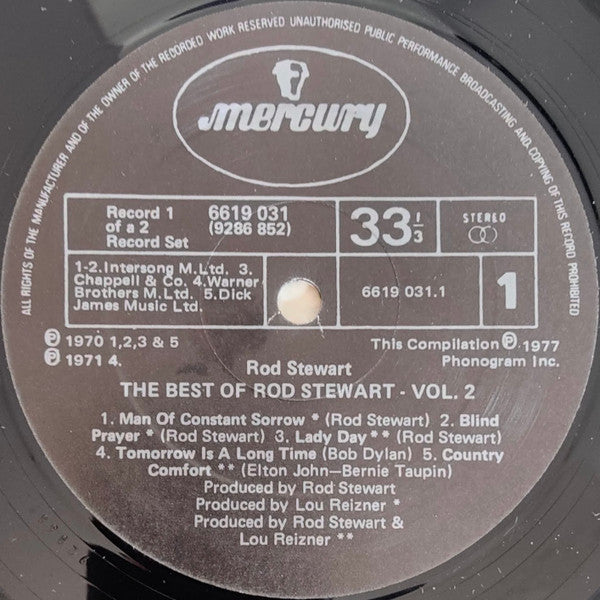 ALL RIGHTS OF THE MANUFACTURER AND OF THE OWNER OF THE RECORDED WORK RESERVED UNAUTHORISED PUBLIC PERFORMANCE BROADCASTING AND COPYING OF THIS RECORD PROHIBITED
mercury
Record 1 of a 2 Record Set
6619 031
(9286 852)
33 1/3
STEREO
1-2.Intersong M.Ltd. 3.
Chappell & Co. 4.Warner
Brothers M.Ltd. 5.Dick
James Music Ltd.
6619 031.1
1
Ⓟ 1970 1,2,3 & 5
Ⓟ 1971 4.
This Compilation Ⓟ 1977
Phonogram Inc.
Rod Stewart
THE BEST OF ROD STEWART - VOL. 2
1. Man Of Constant Sorrow * (Rod Stewart) 2. Blind
Prayer * (Rod Stewart) 3. Lady Day ** (Rod Stewart)
4. Tomorrow Is A Long Time (Bob Dylan) 5. Country
Comfort ** (Elton John—Bernie Taupin)
Produced by Rod Stewart
Produced by Lou Reizner *
Produced by Rod Stewart &
Lou Reizner **